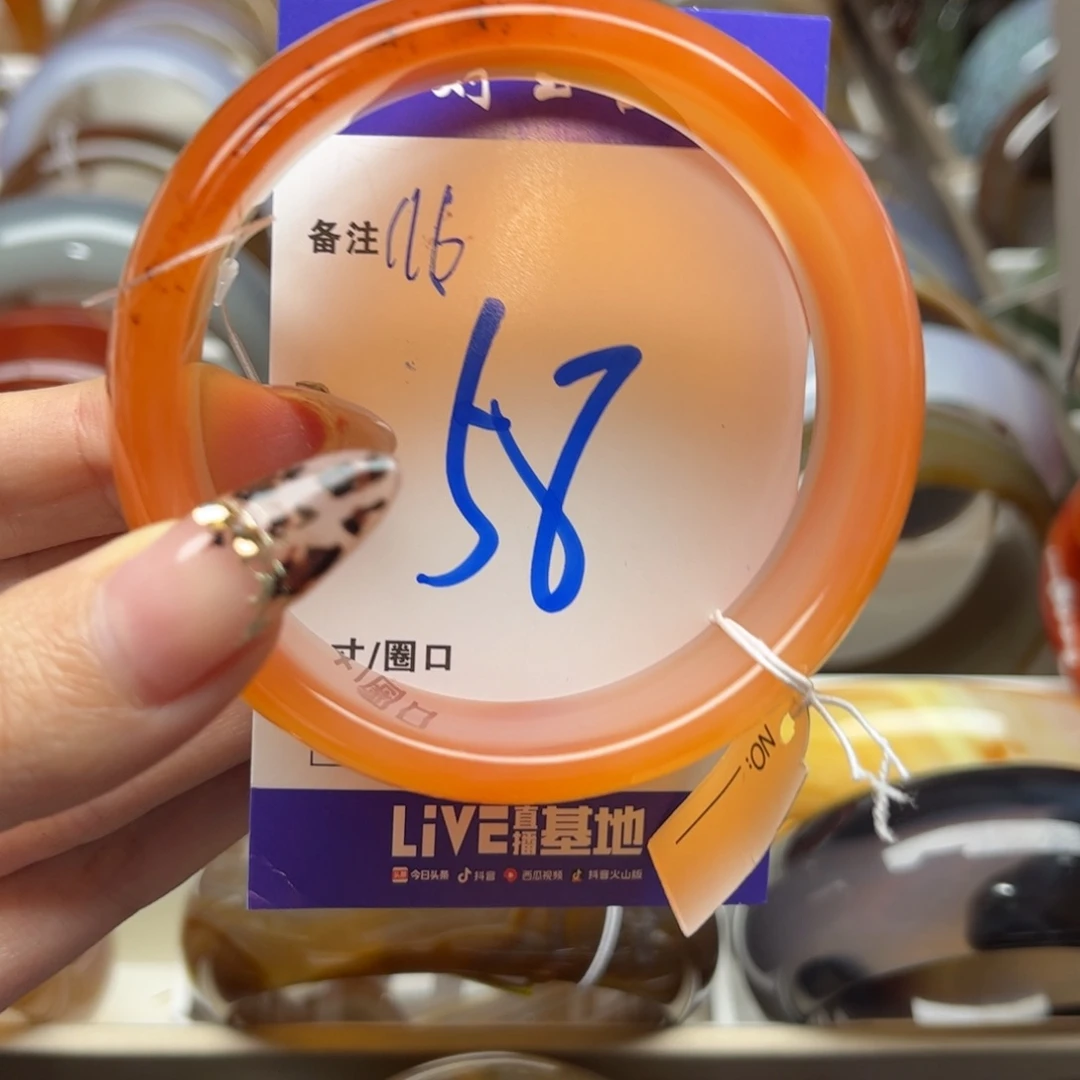 备注 116
58
寸/圈口
LiVE直播基地
今日头条 抖音 西瓜视频 抖音火山版
NO: